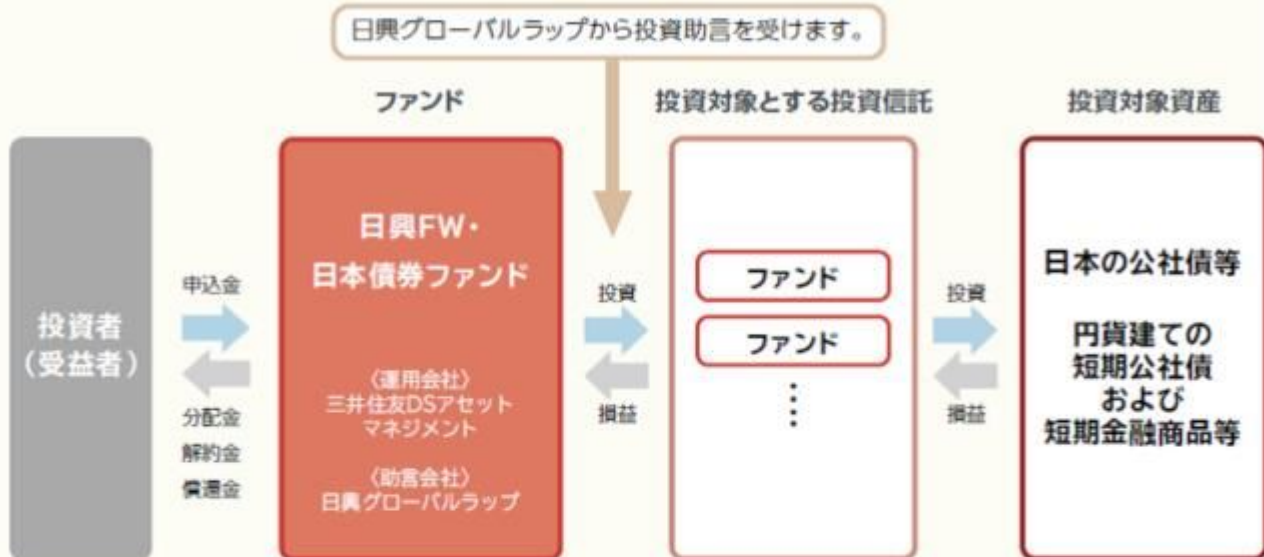 日興グローバルラップから投資助言を受けます。
ファンド
投資対象とする投資信託
投資対象資産
投資者
(受益者)
申込金
分配金
解約金
償還金
日興FW・
日本債券ファンド
〈運用会社〉
三井住友DSアセット
マネジメント
〈助言会社〉
日興グローバルラップ
投資
損益
ファンド
ファンド
投資
損益
日本の公社債等
円貨建ての
短期公社債
および
短期金融商品等